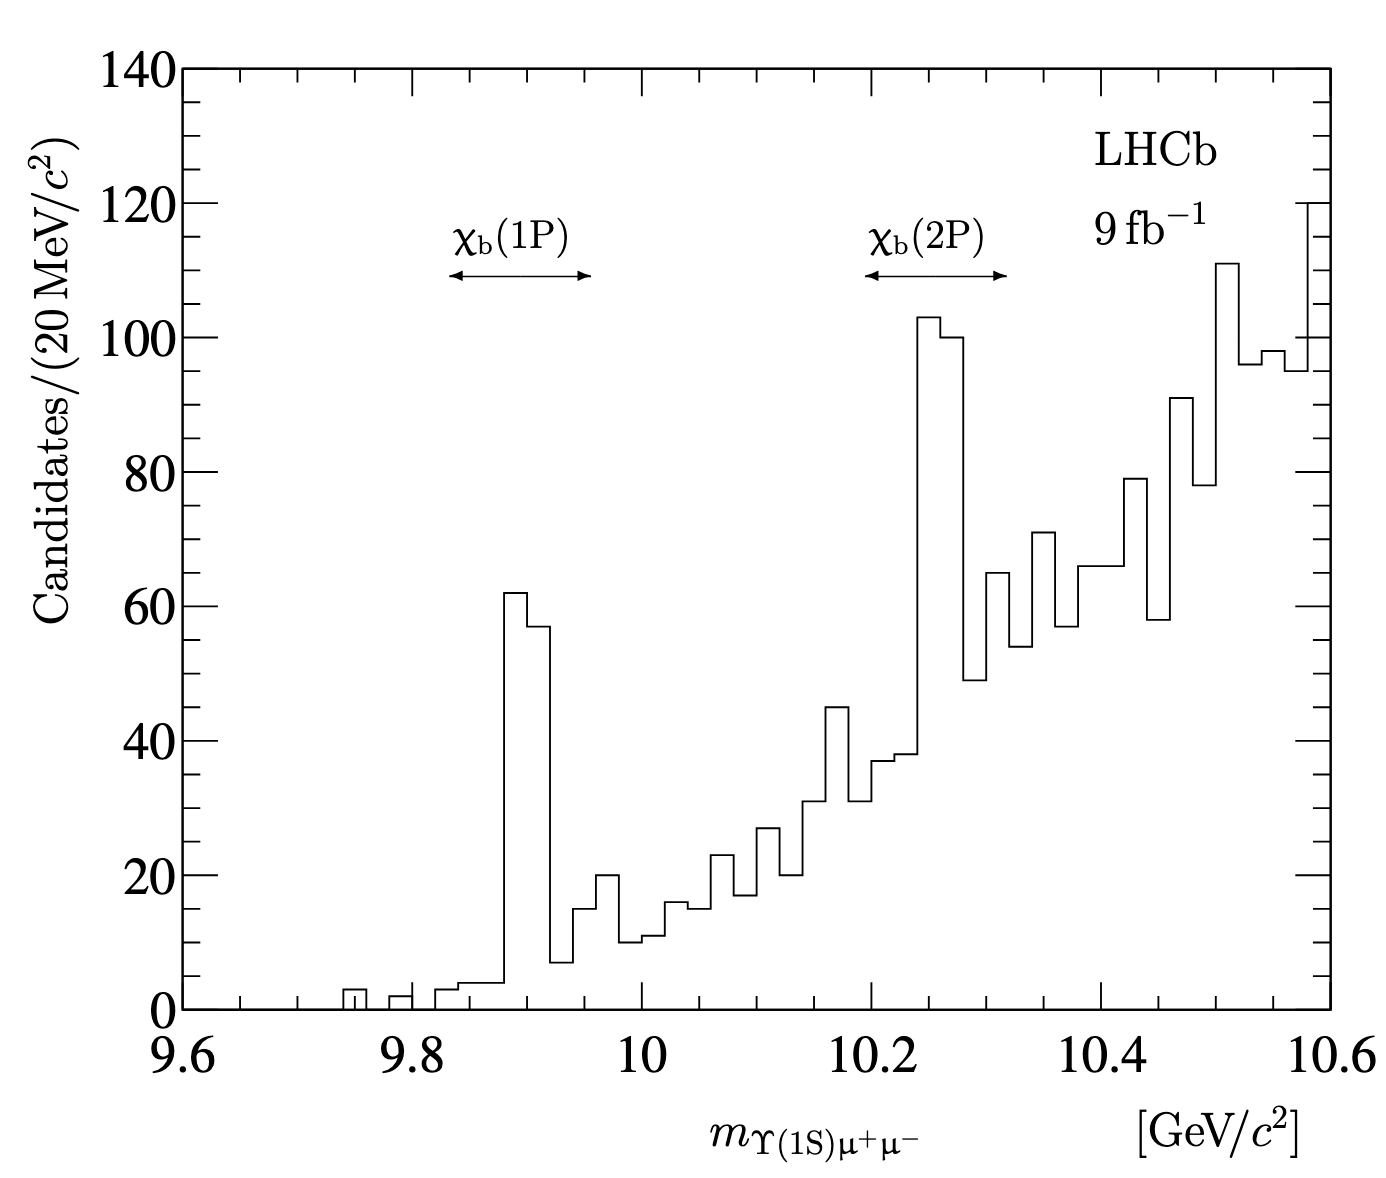 Candidates/(20 MeV/c²)
140
120
100
80
60
40
20
0
LHCb
9 fb⁻¹
χb(1P)
χb(2P)
9.6 9.8 10 10.2 10.4 10.6
mϒ(1S)μ⁺μ⁻ [GeV/c²]